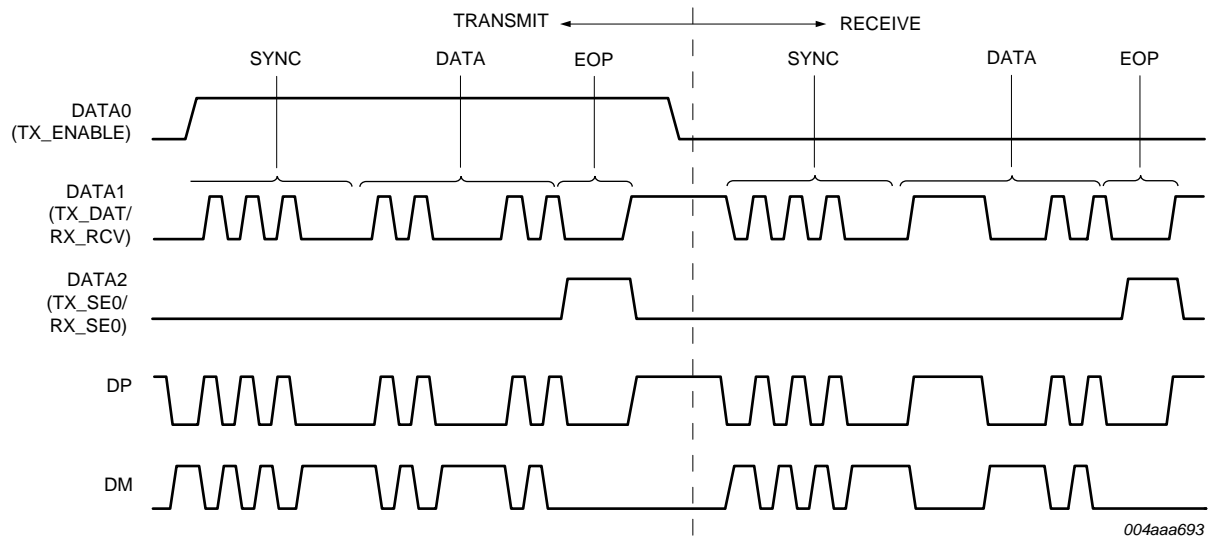 TRANSMIT
RECEIVE
SYNC
DATA
EOP
SYNC
DATA
EOP
DATA0
(TX_ENABLE)
DATA1
(TX_DAT/
RX_RCV)
DATA2
(TX_SE0/
RX_SE0)
DP
DM
004aaa693